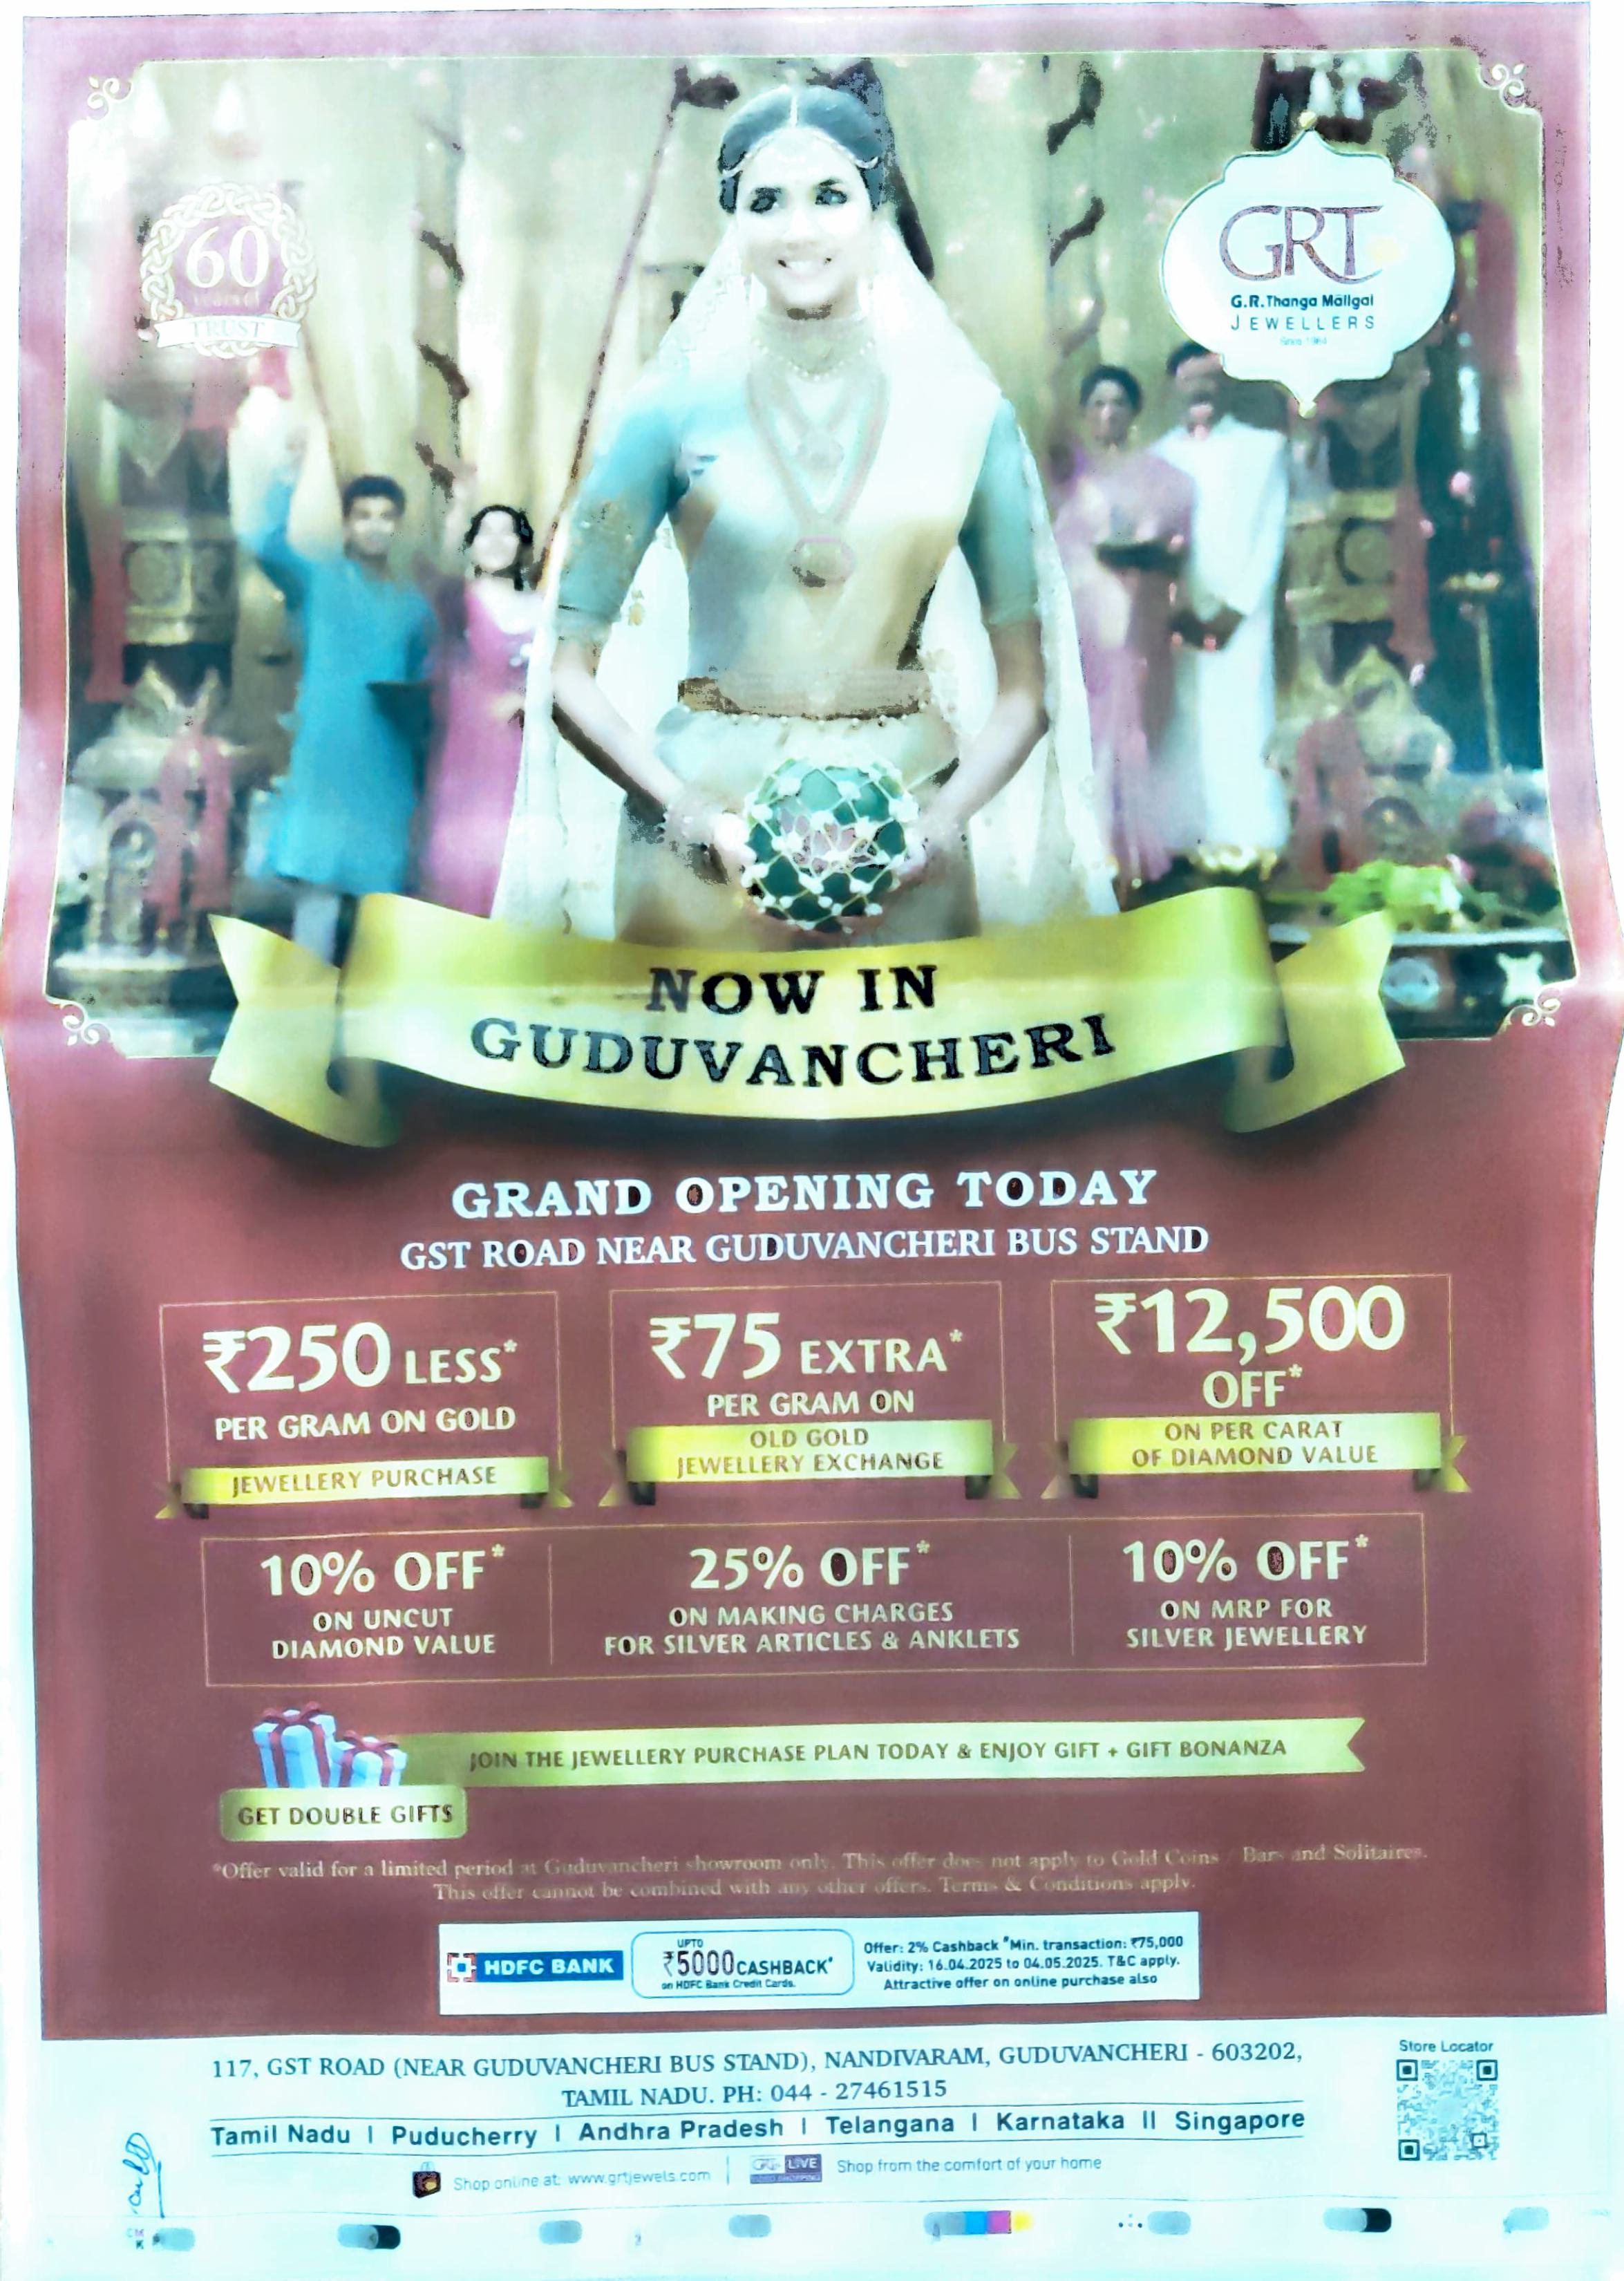 60
TRUST
GRT
G.R.Thanga Maligai
JEWELLERS
Since 1964
NOW IN
GUDUVANCHERI
GRAND OPENING TODAY
GST ROAD NEAR GUDUVANCHERI BUS STAND
₹250 LESS*
PER GRAM ON GOLD
JEWELLERY PURCHASE
₹75 EXTRA*
PER GRAM ON
OLD GOLD
JEWELLERY EXCHANGE
₹12,500
OFF*
ON PER CARAT
OF DIAMOND VALUE
10% OFF*
ON UNCUT
DIAMOND VALUE
25% OFF*
ON MAKING CHARGES
FOR SILVER ARTICLES & ANKLETS
10% OFF*
ON MRP FOR
SILVER JEWELLERY
JOIN THE JEWELLERY PURCHASE PLAN TODAY & ENJOY GIFT + GIFT BONANZA
GET DOUBLE GIFTS
*Offer valid for a limited period at Guduvancheri showroom only. This offer does not apply to Gold Coins / Bars and Solitaires.
This offer cannot be combined with any other offers. Terms & Conditions apply.
HDFC BANK
UPTO
₹5000 CASHBACK*
on HDFC Bank Credit Cards.
Offer: 2% Cashback *Min. transaction: ₹75,000
Validity: 16.04.2025 to 04.05.2025. T&C apply.
Attractive offer on online purchase also
117, GST ROAD (NEAR GUDUVANCHERI BUS STAND), NANDIVARAM, GUDUVANCHERI - 603202,
TAMIL NADU. PH: 044 - 27461515
Store Locator
Tamil Nadu | Puducherry | Andhra Pradesh | Telangana | Karnataka || Singapore
Shop online at: www.grtjewels.com
GRT LIVE
Shop from the comfort of your home